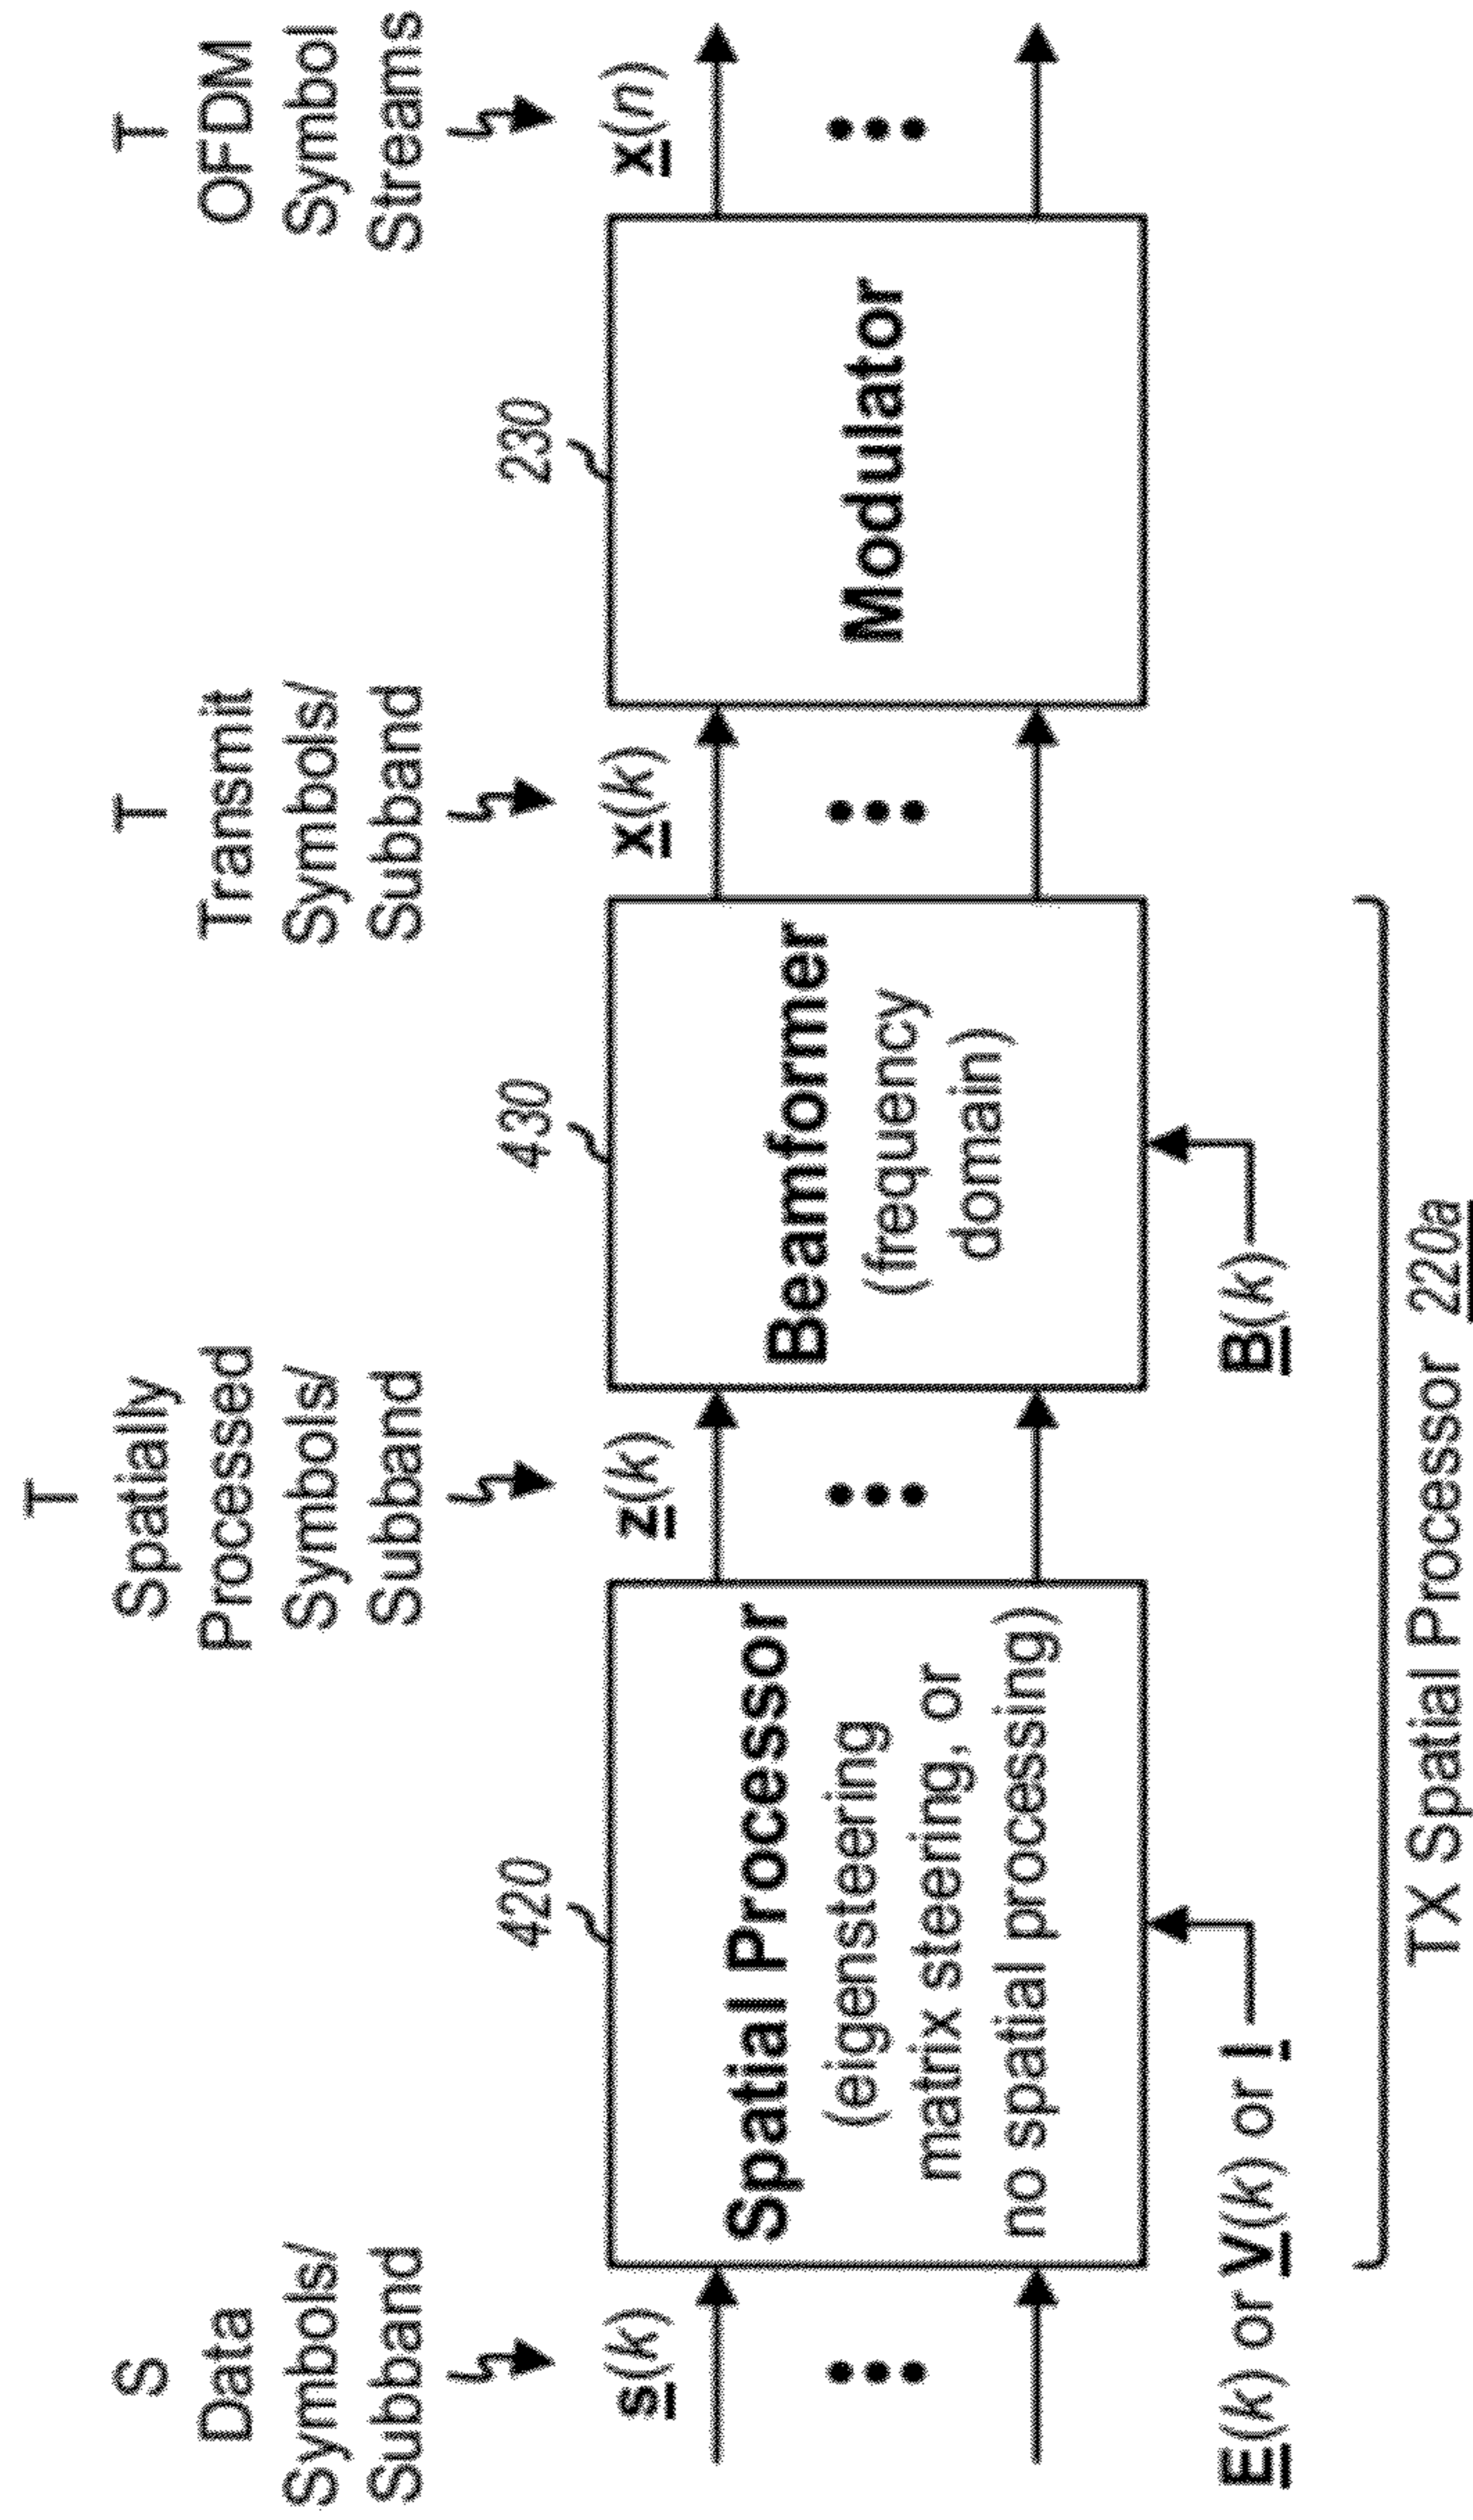 S
Data
Symbols/
Subband
T
Spatially
Processed
Symbols/
Subband
T
Transmit
Symbols/
Subband
T
OFDM
Symbol
Streams
420
430
230
s(k)
z(k)
x(k)
x(n)
Spatial Processor
(eigensteering
matrix steering, or
no spatial processing)
Beamformer
(frequency
domain)
Modulator
E(k) or V(k) or I
B(k)
TX Spatial Processor 220a